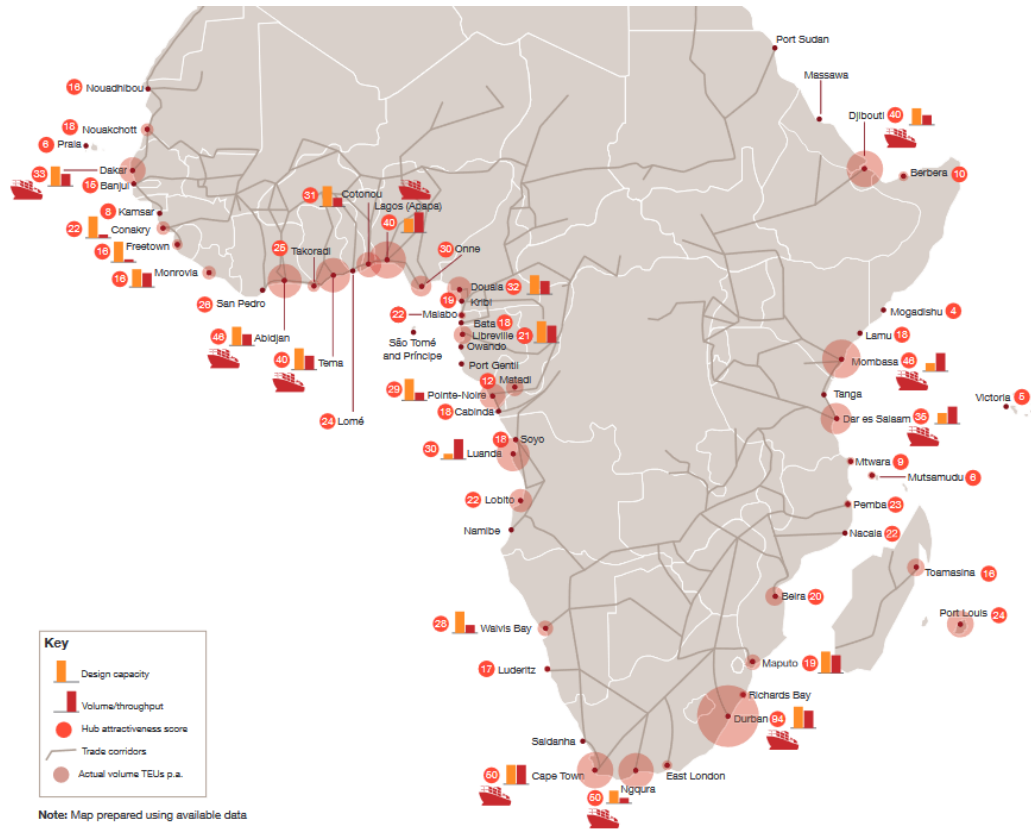 Port Sudan
Massawa
Djibouti 40
16 Nouadhibou
18 Nouakchott
6 Praia
33 Dakar
16 Banjul
Berbera 10
31 Cotonou
Lagos (Apapa)
40
8 Kamsar
22 Conakry
16 Freetown
16 Monrovia
25 Takoradi
30 Onne
26 San Pedro
46 Abidjan
40 Tema
24 Lomé
Douala 32
19 Kribi
22 Malabo
Bata 18
Libreville 21
São Tomé
and Príncipe
Owando
Port Gentil
12 Matadi
29 Pointe-Noire
18 Cabinda
18 Soyo
30 Luanda
22 Lobito
Namibe
Mogadishu 4
Lamu 18
Mombasa 46
Tanga
Victoria 5
Dar es Salaam 36
Mtwara 9
Mutsamudu 6
Pemba 23
Nacala 22
Toamasina 16
Beira 20
Port Louis 24
28 Walvis Bay
17 Luderitz
Maputo 19
Richards Bay
Durban 94
Saldanha
50 Cape Town
East London
Ngqura
50
Key
Design capacity
Volume/throughput
Hub attractiveness score
Trade corridors
Actual volume TEUs p.a.
Note: Map prepared using available data